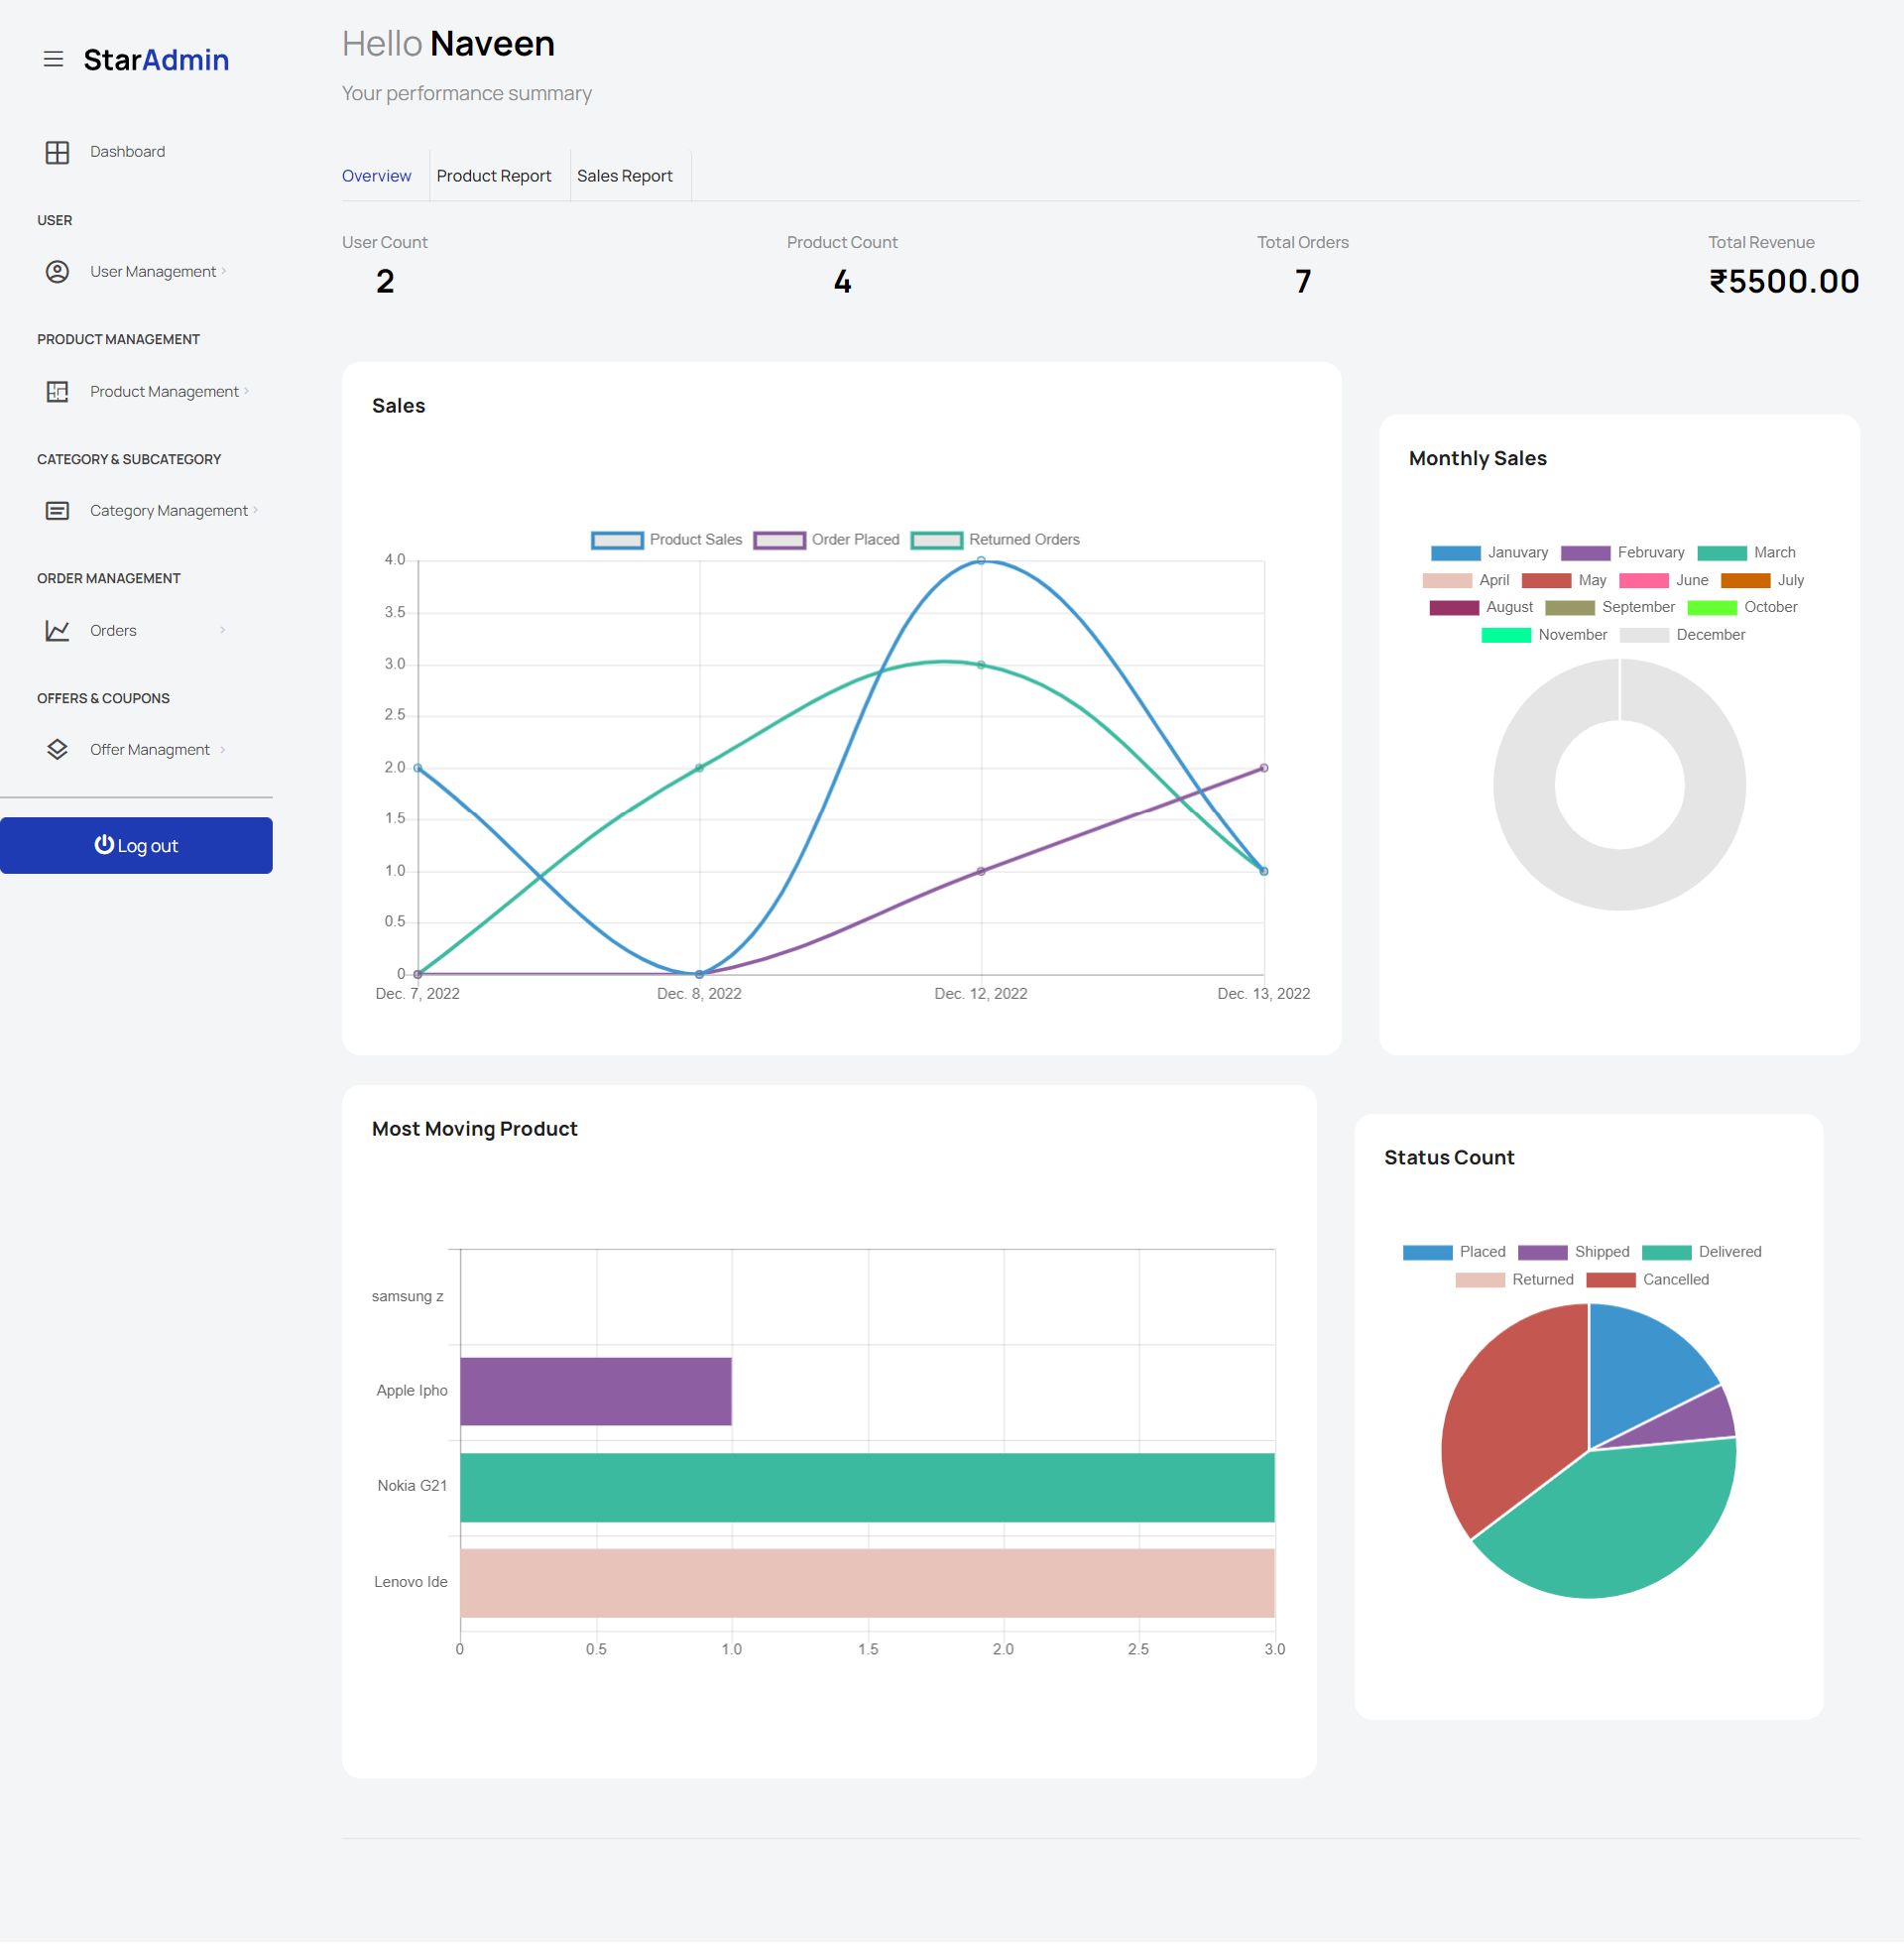 StarAdmin
Dashboard
USER
User Management
PRODUCT MANAGEMENT
Product Management
CATEGORY & SUBCATEGORY
Category Management
ORDER MANAGEMENT
Orders
OFFERS & COUPONS
Offer Managment
Log out
Hello Naveen
Your performance summary
Overview Product Report Sales Report
User Count Product Count Total Orders Total Revenue
2 4 7 ₹5500.00
Sales
Product Sales Order Placed Returned Orders
4.0
3.5
3.0
2.5
2.0
1.5
1.0
0.5
0
Dec. 7, 2022 Dec. 8, 2022 Dec. 12, 2022 Dec. 13, 2022
Monthly Sales
Januvary Februvary March
April May June July
August September October
November December
Most Moving Product
samsung z
Apple Ipho
Nokia G21
Lenovo Ide
0 0.5 1.0 1.5 2.0 2.5 3.0
Status Count
Placed Shipped Delivered
Returned Cancelled